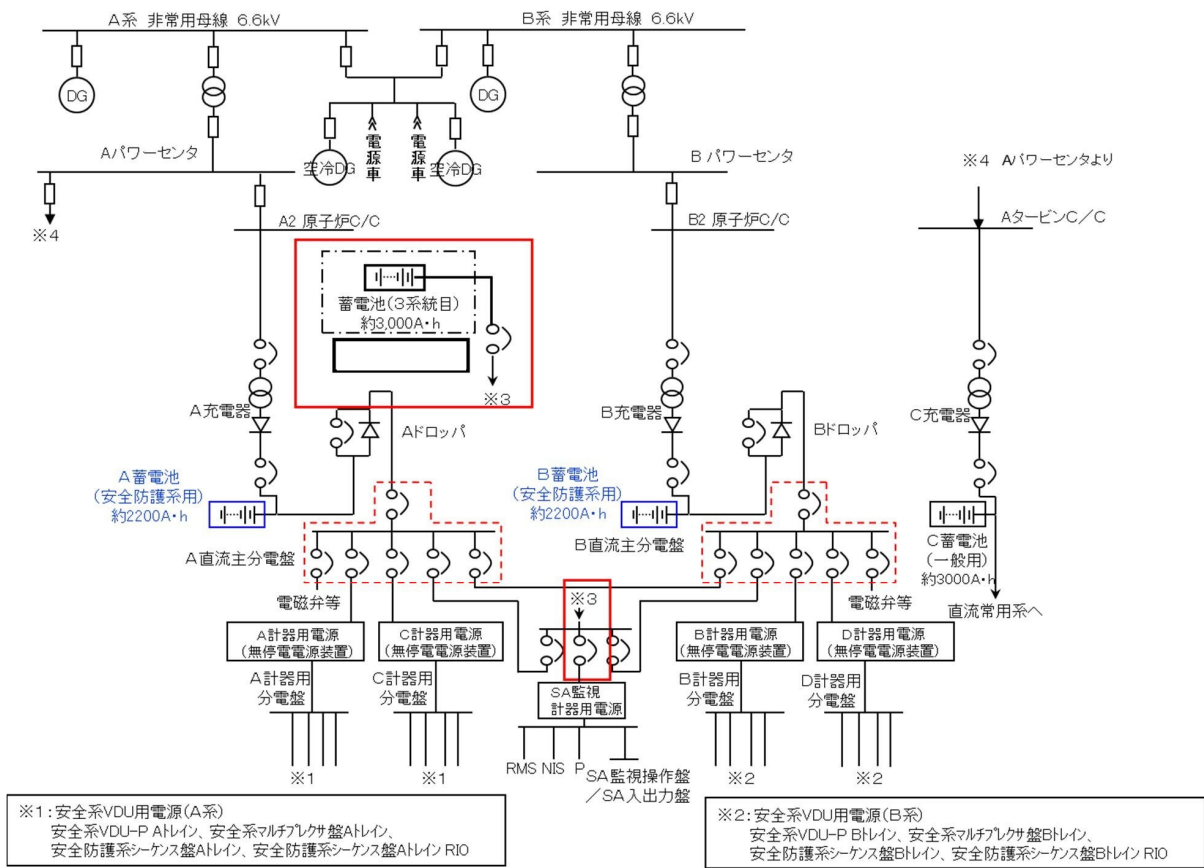 A系 非常用母線 6.6kV
B系 非常用母線 6.6kV
DG
DG
Aパワーセンタ
空冷DG
電源車
電源車
空冷DG
Bパワーセンタ
※4 Aパワーセンタより
※4
A2 原子炉C/C
B2 原子炉C/C
AタービンC/C
蓄電池(3系統目)
約3,000A・h
※3
A充電器
Aドロッパ
B充電器
Bドロッパ
C充電器
A蓄電池
(安全防護系用)
約2200A・h
B蓄電池
(安全防護系用)
約2200A・h
A直流主分電盤
B直流主分電盤
C蓄電池
(一般用)
約3000A・h
電磁弁等
※3
電磁弁等
直流常用系へ
A計器用電源
(無停電電源装置)
C計器用電源
(無停電電源装置)
B計器用電源
(無停電電源装置)
D計器用電源
(無停電電源装置)
A計器用
分電盤
C計器用
分電盤
SA監視
計器用電源
B計器用
分電盤
D計器用
分電盤
RMS NIS P
SA監視操作盤
/SA入出力盤
※1
※1
※2
※2
※1:安全系VDU用電源(A系)
安全系VDU-P Aトレイン、安全系マルチプレクサ盤Aトレイン、
安全防護系シーケンス盤Aトレイン、安全防護系シーケンス盤Aトレイン RIO
※2:安全系VDU用電源(B系)
安全系VDU-P Bトレイン、安全系マルチプレクサ盤Bトレイン、
安全防護系シーケンス盤Bトレイン、安全防護系シーケンス盤Bトレイン RIO